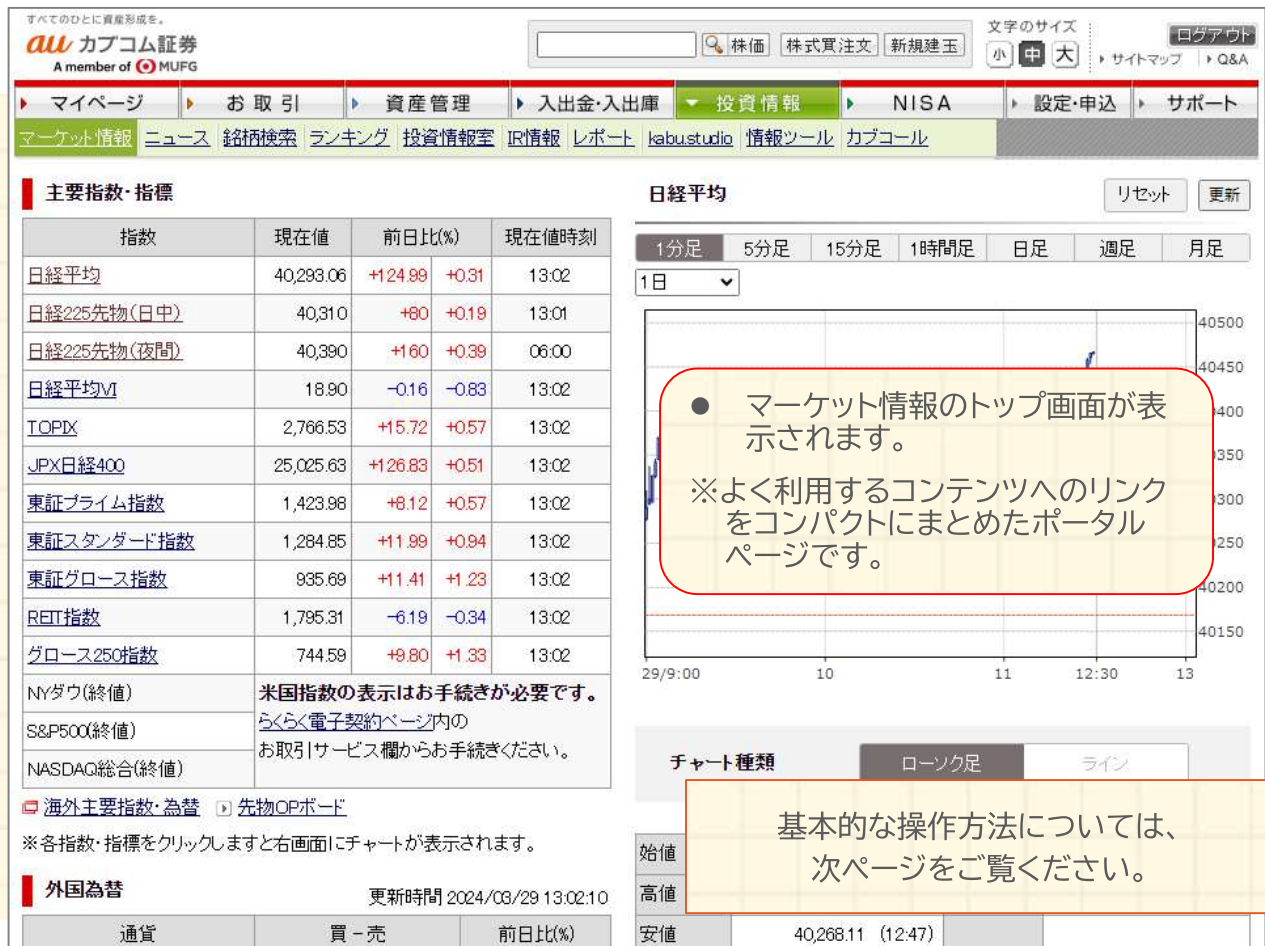 すべてのひとに資産形成を。
au カブコム証券
A member of MUFG
株価 株式買注文 新規建玉
文字のサイズ
小 中 大
ログアウト
サイトマップ Q&A
マイページ お取引 資産管理 入出金・入出庫 投資情報 NISA 設定・申込 サポート
マーケット情報 ニュース 銘柄検索 ランキング 投資情報室 IR情報 レポート kabu.studio 情報ツール カブコール
主要指数・指標
指数 現在値 前日比(%) 現在値時刻
日経平均 40,293.06 +124.99 +0.31 13:02
日経225先物(日中) 40,310 +80 +0.19 13:01
日経225先物(夜間) 40,390 +160 +0.39 06:00
日経平均VI 18.90 -0.16 -0.83 13:02
TOPIX 2,766.53 +15.72 +0.57 13:02
JPX日経400 25,025.63 +126.83 +0.51 13:02
東証プライム指数 1,423.98 +8.12 +0.57 13:02
東証スタンダード指数 1,284.85 +11.99 +0.94 13:02
東証グロース指数 935.69 +11.41 +1.23 13:02
REIT指数 1,795.31 -6.19 -0.34 13:02
グロース250指数 744.59 +9.80 +1.33 13:02
NYダウ(終値)
S&P500(終値)
NASDAQ総合(終値)
米国指数の表示はお手続きが必要です。
らくらく電子契約ページ内の
お取引サービス欄からお手続きください。
海外主要指数・為替 先物OPボード
※各指数・指標をクリックしますと右画面にチャートが表示されます。
外国為替
更新時間 2024/03/29 13:02:10
通貨 買-売 前日比(%)
日経平均
リセット 更新
1分足 5分足 15分足 1時間足 日足 週足 月足
1日
40500
40450
40400
40350
40300
40250
40200
40150
29/9:00 10 11 12:30 13
● マーケット情報のトップ画面が表
示されます。
※よく利用するコンテンツへのリンク
をコンパクトにまとめたポータル
ページです。
チャート種類 ローソク足 ライン
基本的な操作方法については、
次ページをご覧ください。
始値
高値
安値 40,268.11 (12:47)